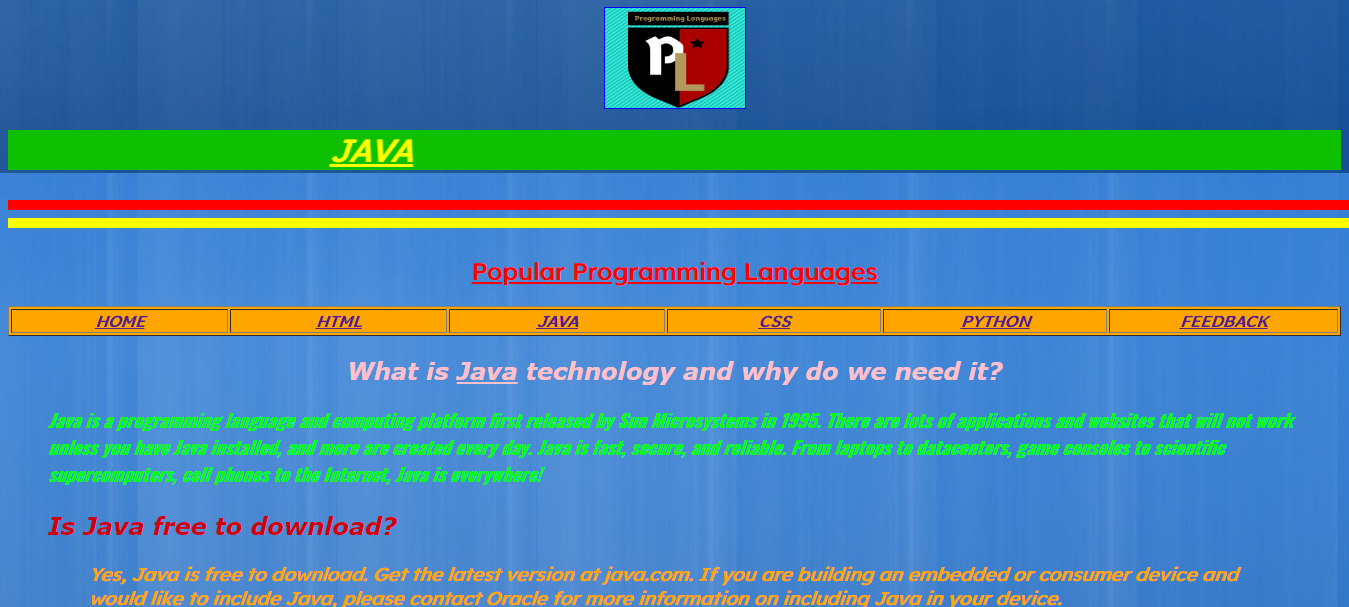 Programming Languages
PL
JAVA
Popular Programming Languages
HOME HTML JAVA CSS PYTHON FEEDBACK
What is Java technology and why do we need it?
Java is a programming language and computing platform first released by Sun Microsystems in 1995. There are lots of applications and websites that will not work
unless you have Java installed, and more are created every day. Java is fast, secure, and reliable. From laptops to datacenters, game consoles to scientific
supercomputers, cell phones to the Internet, Java is everywhere!
Is Java free to download?
Yes, Java is free to download. Get the latest version at java.com. If you are building an embedded or consumer device and
would like to include Java, please contact Oracle for more information on including Java in your device.